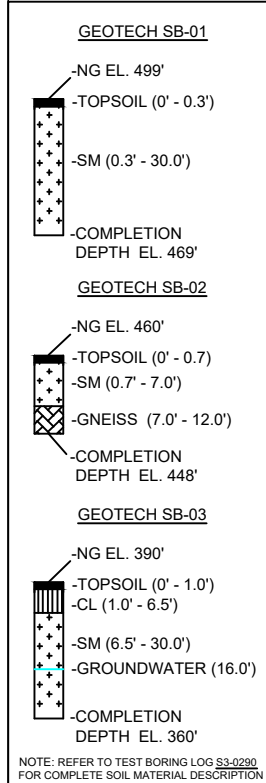 GEOTECH SB-01
-NG EL. 499'
-TOPSOIL (0' - 0.3')
-SM (0.3' - 30.0')
-COMPLETION
DEPTH EL. 469'
GEOTECH SB-02
-NG EL. 460'
-TOPSOIL (0' - 0.7)
-SM (0.7' - 7.0')
-GNEISS (7.0' - 12.0')
-COMPLETION
DEPTH EL. 448'
GEOTECH SB-03
-NG EL. 390'
-TOPSOIL (0' - 1.0')
-CL (1.0' - 6.5')
-SM (6.5' - 30.0')
-GROUNDWATER (16.0')
-COMPLETION
DEPTH EL. 360'
NOTE: REFER TO TEST BORING LOG S3-0290
FOR COMPLETE SOIL MATERIAL DESCRIPTION